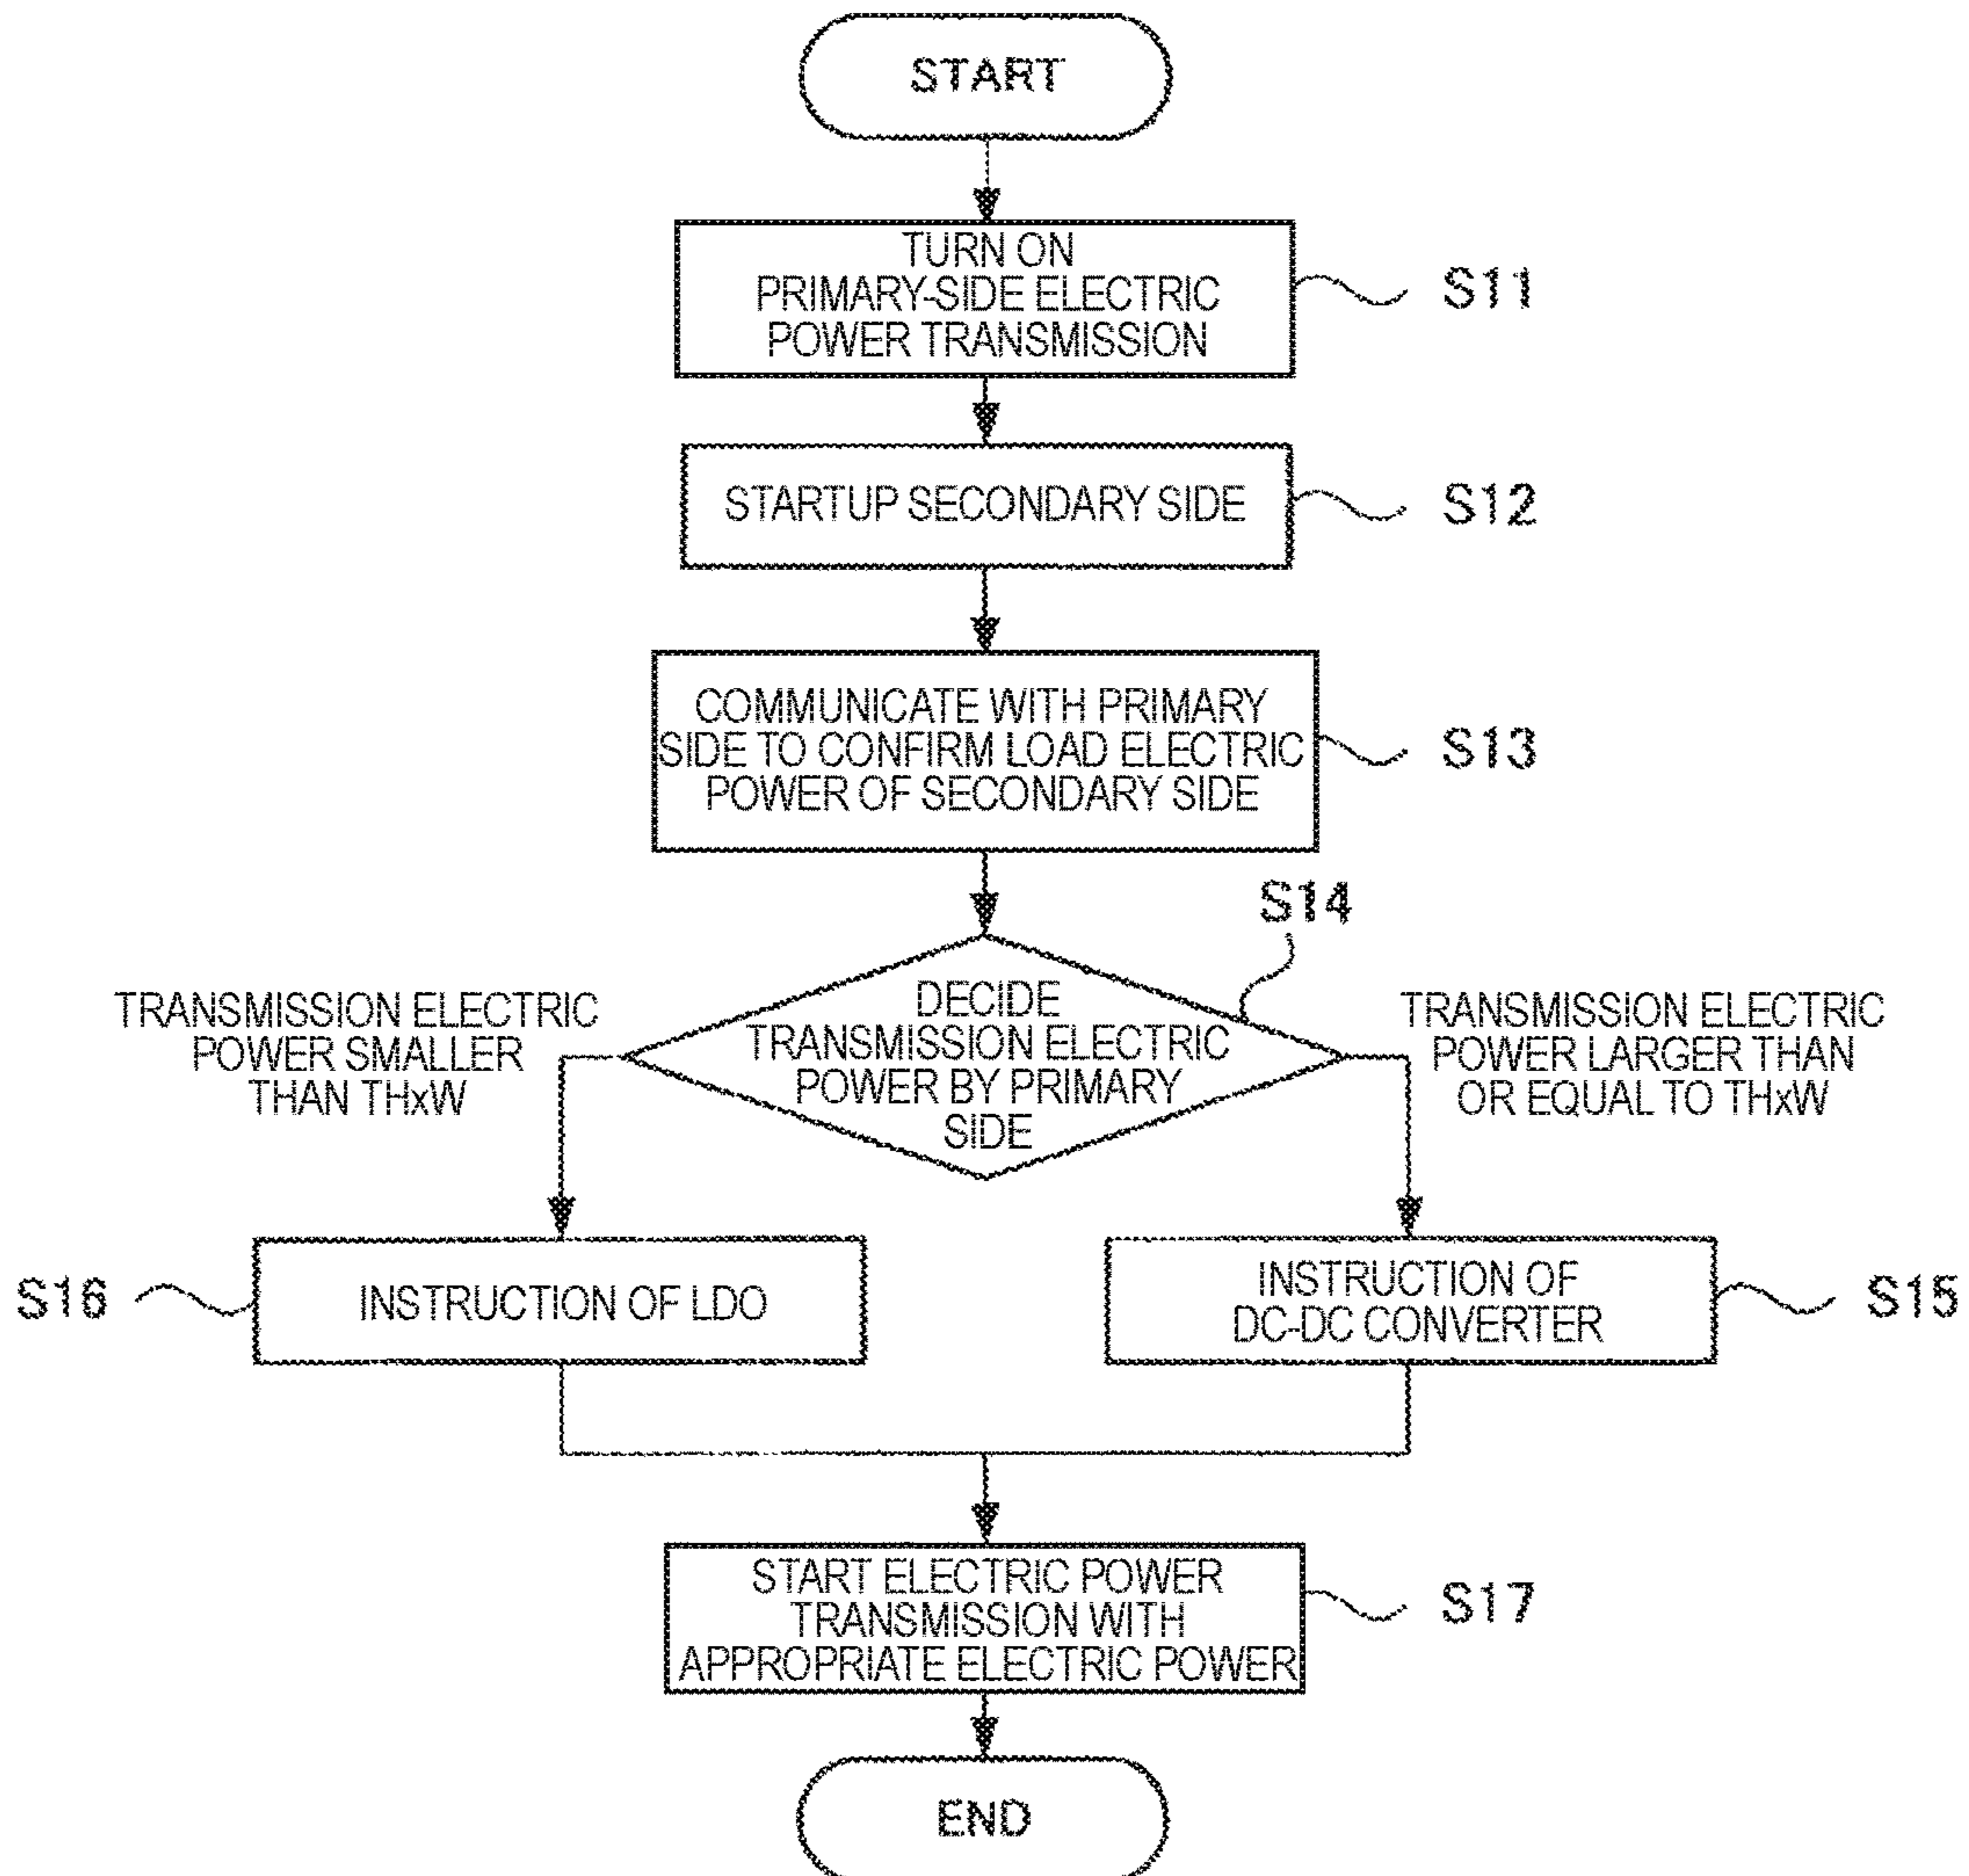 START
TURN ON
PRIMARY-SIDE ELECTRIC
POWER TRANSMISSION
S11
STARTUP SECONDARY SIDE
S12
COMMUNICATE WITH PRIMARY
SIDE TO CONFIRM LOAD ELECTRIC
POWER OF SECONDARY SIDE
S13
S14
DECIDE
TRANSMISSION ELECTRIC
POWER BY PRIMARY
SIDE
TRANSMISSION ELECTRIC
POWER SMALLER
THAN THxW
TRANSMISSION ELECTRIC
POWER LARGER THAN
OR EQUAL TO THxW
S16
INSTRUCTION OF LDO
INSTRUCTION OF
DC-DC CONVERTER
S15
START ELECTRIC POWER
TRANSMISSION WITH
APPROPRIATE ELECTRIC POWER
S17
END